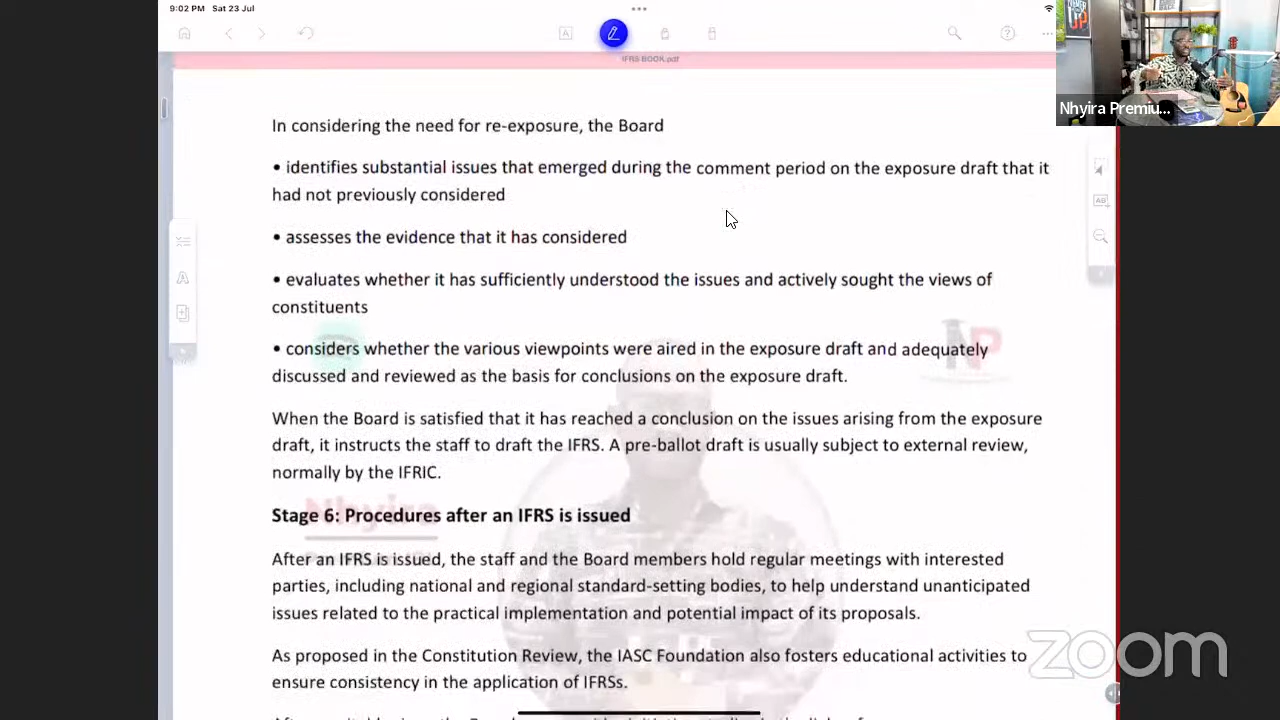 9:02 PM Sat 23 Jul
IFRS BOOK.pdf
Nhyira Premiu...
In considering the need for re-exposure, the Board
• identifies substantial issues that emerged during the comment period on the exposure draft that it
had not previously considered
• assesses the evidence that it has considered
• evaluates whether it has sufficiently understood the issues and actively sought the views of
constituents
• considers whether the various viewpoints were aired in the exposure draft and adequately
discussed and reviewed as the basis for conclusions on the exposure draft.
NP
When the Board is satisfied that it has reached a conclusion on the issues arising from the exposure
draft, it instructs the staff to draft the IFRS. A pre-ballot draft is usually subject to external review,
normally by the IFRIC.
Nhyira
Stage 6: Procedures after an IFRS is issued
After an IFRS is issued, the staff and the Board members hold regular meetings with interested
parties, including national and regional standard-setting bodies, to help understand unanticipated
issues related to the practical implementation and potential impact of its proposals.
As proposed in the Constitution Review, the IASC Foundation also fosters educational activities to
ensure consistency in the application of IFRSs.
zoom